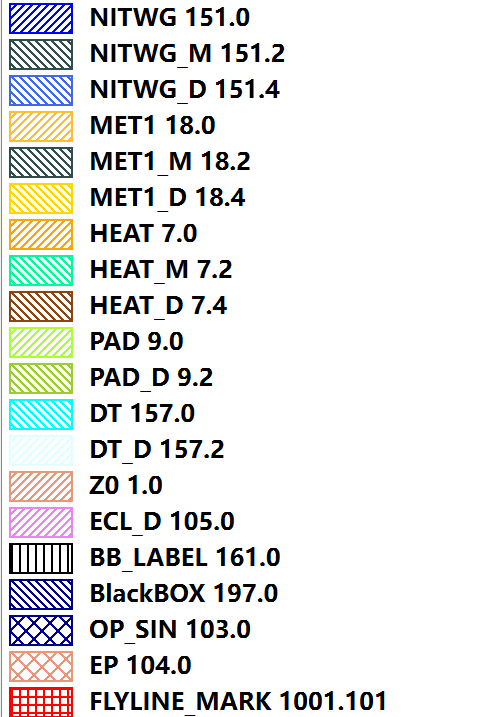 NITWG 151.0
NITWG_M 151.2
NITWG_D 151.4
MET1 18.0
MET1_M 18.2
MET1_D 18.4
HEAT 7.0
HEAT_M 7.2
HEAT_D 7.4
PAD 9.0
PAD_D 9.2
DT 157.0
DT_D 157.2
Z0 1.0
ECL_D 105.0
BB_LABEL 161.0
BlackBOX 197.0
OP_SIN 103.0
EP 104.0
FLYLINE_MARK 1001.101